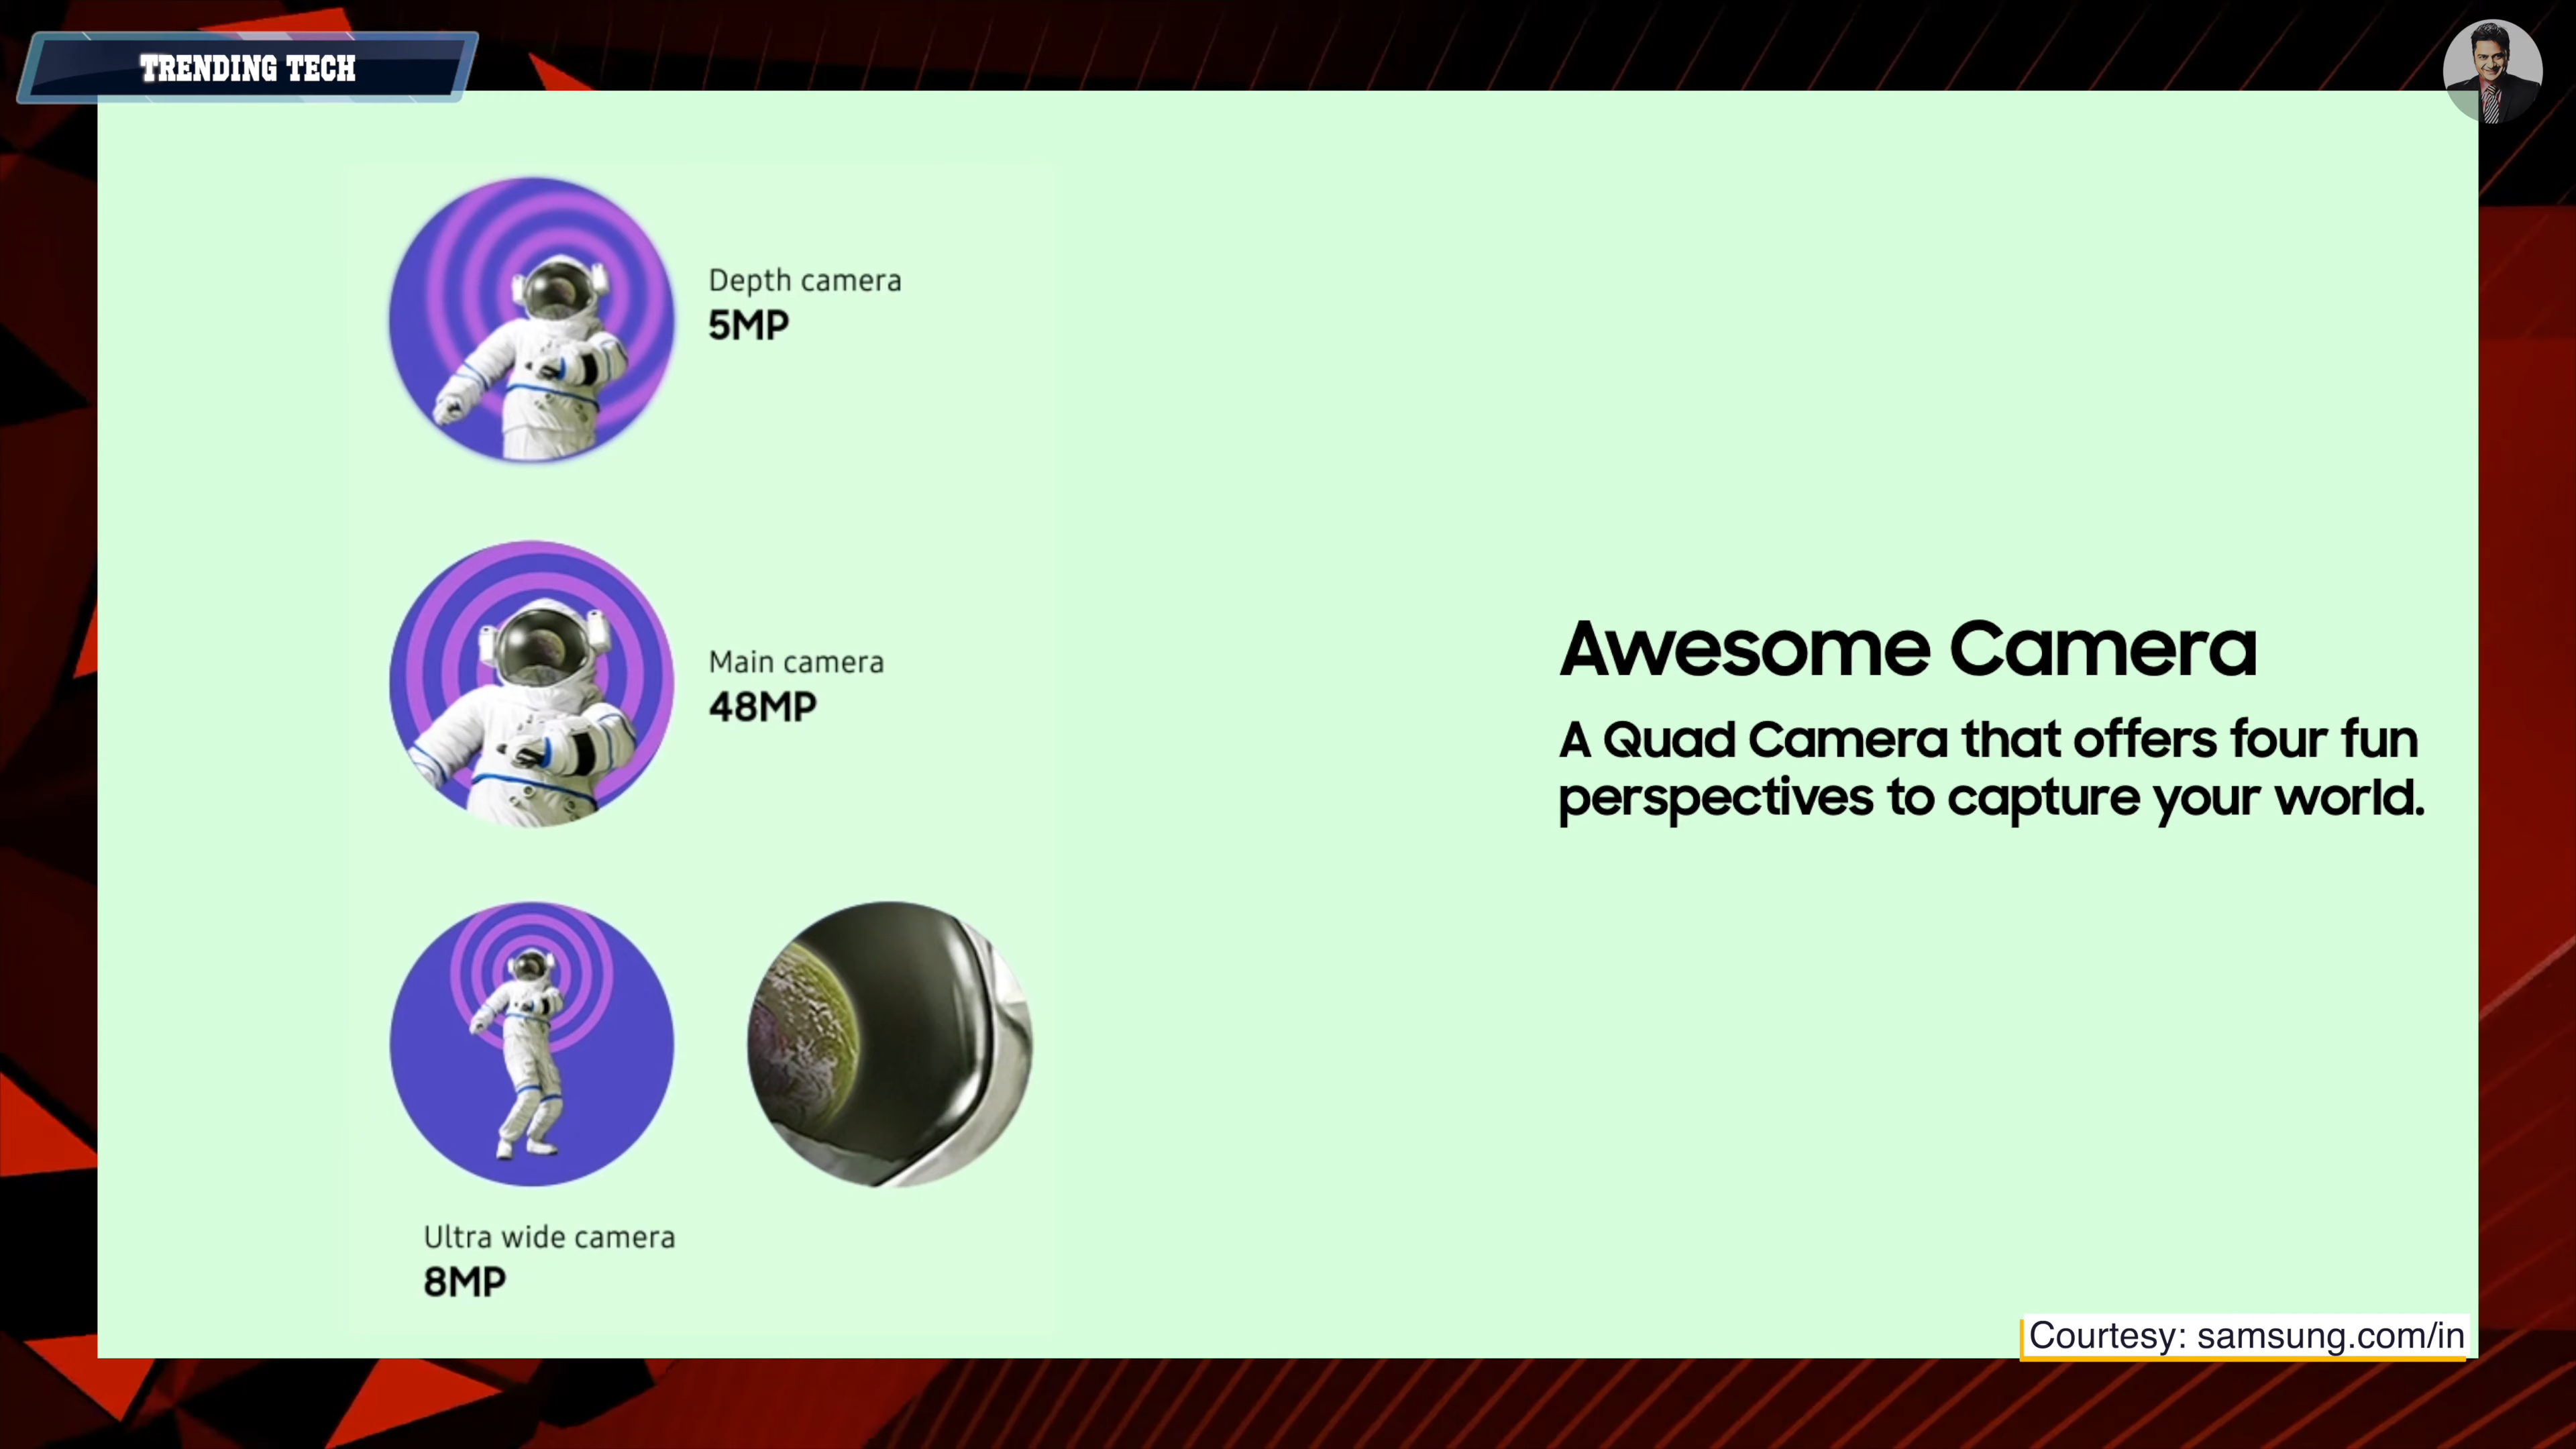 TRENDING TECH
Depth camera
5MP
Main camera
48MP
Ultra wide camera
8MP
Awesome Camera
A Quad Camera that offers four fun
perspectives to capture your world.
Courtesy: samsung.com/in